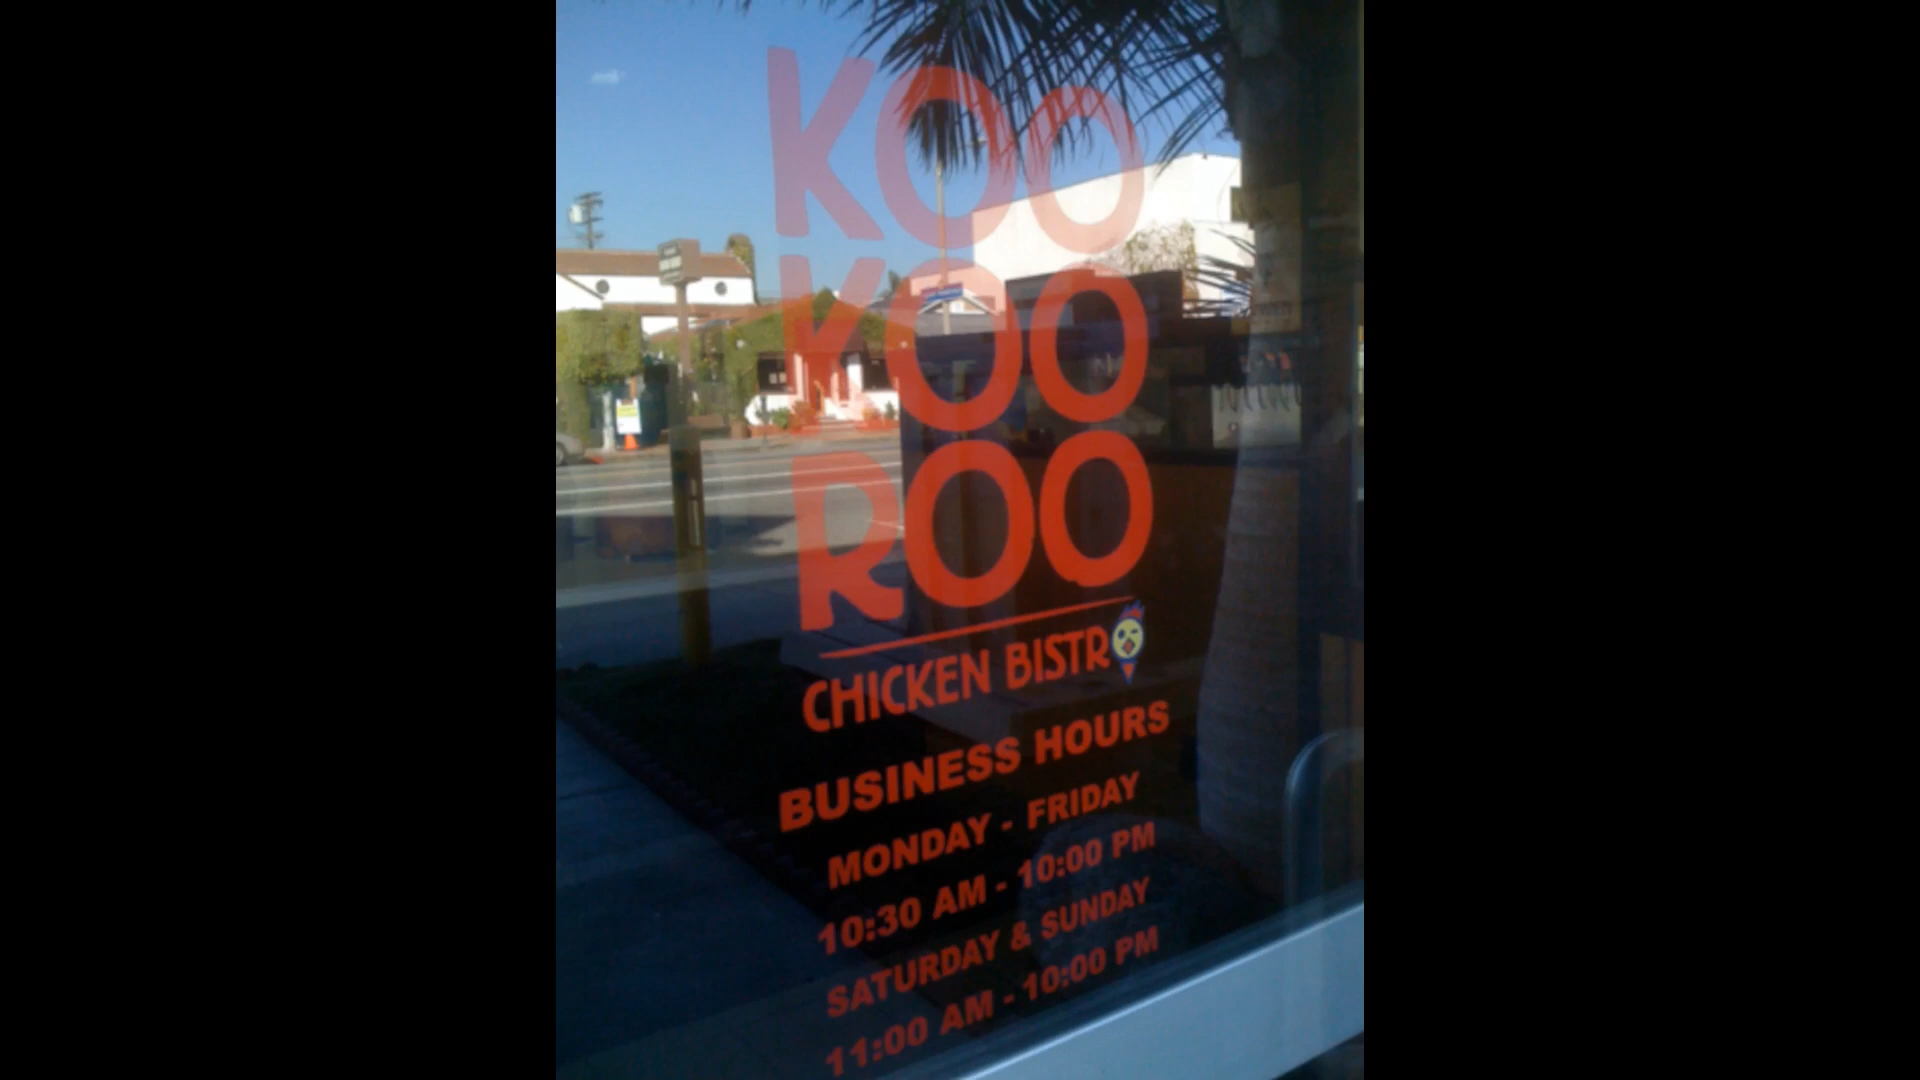 KOO
KOO
ROO
CHICKEN BISTRO
BUSINESS HOURS
MONDAY - FRIDAY
10:30 AM - 10:00 PM
SATURDAY & SUNDAY
11:00 AM - 10:00 PM